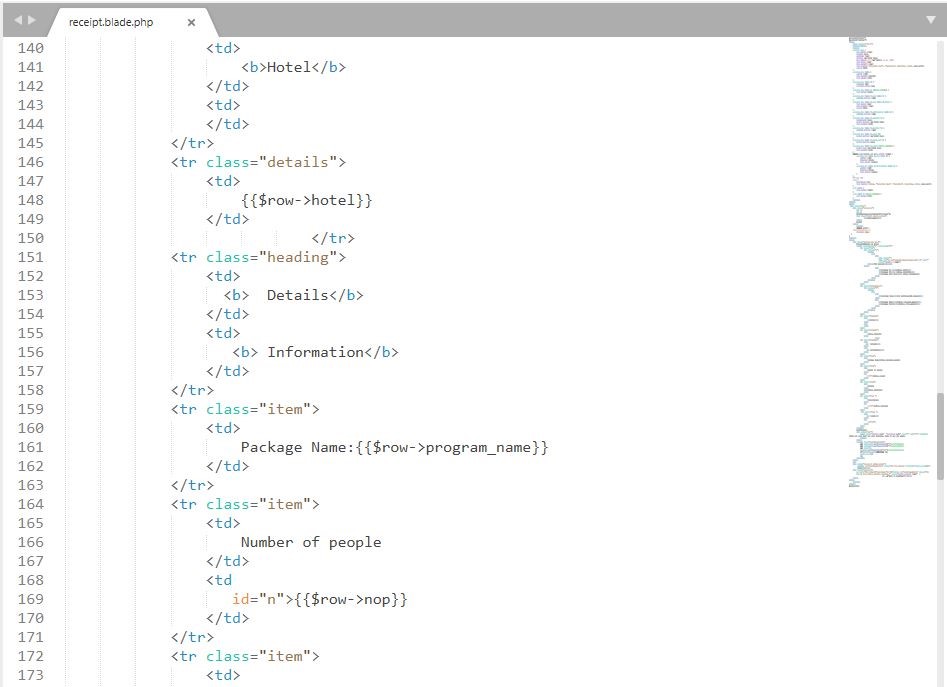 receipt.blade.php
140 <td>
141 <b>Hotel</b>
142 </td>
143 <td>
144 </td>
145 </tr>
146 <tr class="details">
147 <td>
148 {{$row->hotel}}
149 </td>
150 </tr>
151 <tr class="heading">
152 <td>
153 <b>  Details</b>
154 </td>
155 <td>
156 <b> Information</b>
157 </td>
158 </tr>
159 <tr class="item">
160 <td>
161 Package Name:{{$row->program_name}}
162 </td>
163 </tr>
164 <tr class="item">
165 <td>
166 Number of people
167 </td>
168 <td
169 id="n">{{$row->nop}}
170 </td>
171 </tr>
172 <tr class="item">
173 <td>